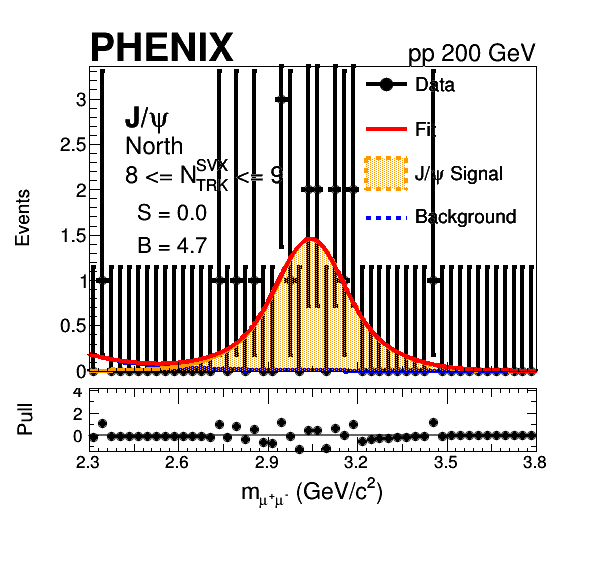 PHENIX
pp 200 GeV
J/ψ
North
8 <= N^SVX_TRK <= 9
S = 0.0
B = 4.7
Data
Fit
J/ψ Signal
Background
Events
3
2.5
2
1.5
1
0.5
0
Pull
4
2
0
2.3 2.6 2.9 3.2 3.5 3.8
m_μ⁺μ⁻ (GeV/c²)